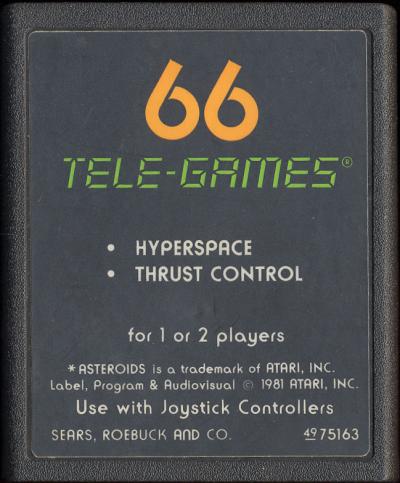 66
TELE-GAMES®
• HYPERSPACE
• THRUST CONTROL
for 1 or 2 players
*ASTEROIDS is a trademark of ATARI, INC.
Label, Program & Audiovisual © 1981 ATARI, INC.
Use with Joystick Controllers
SEARS, ROEBUCK AND CO. 49 75163